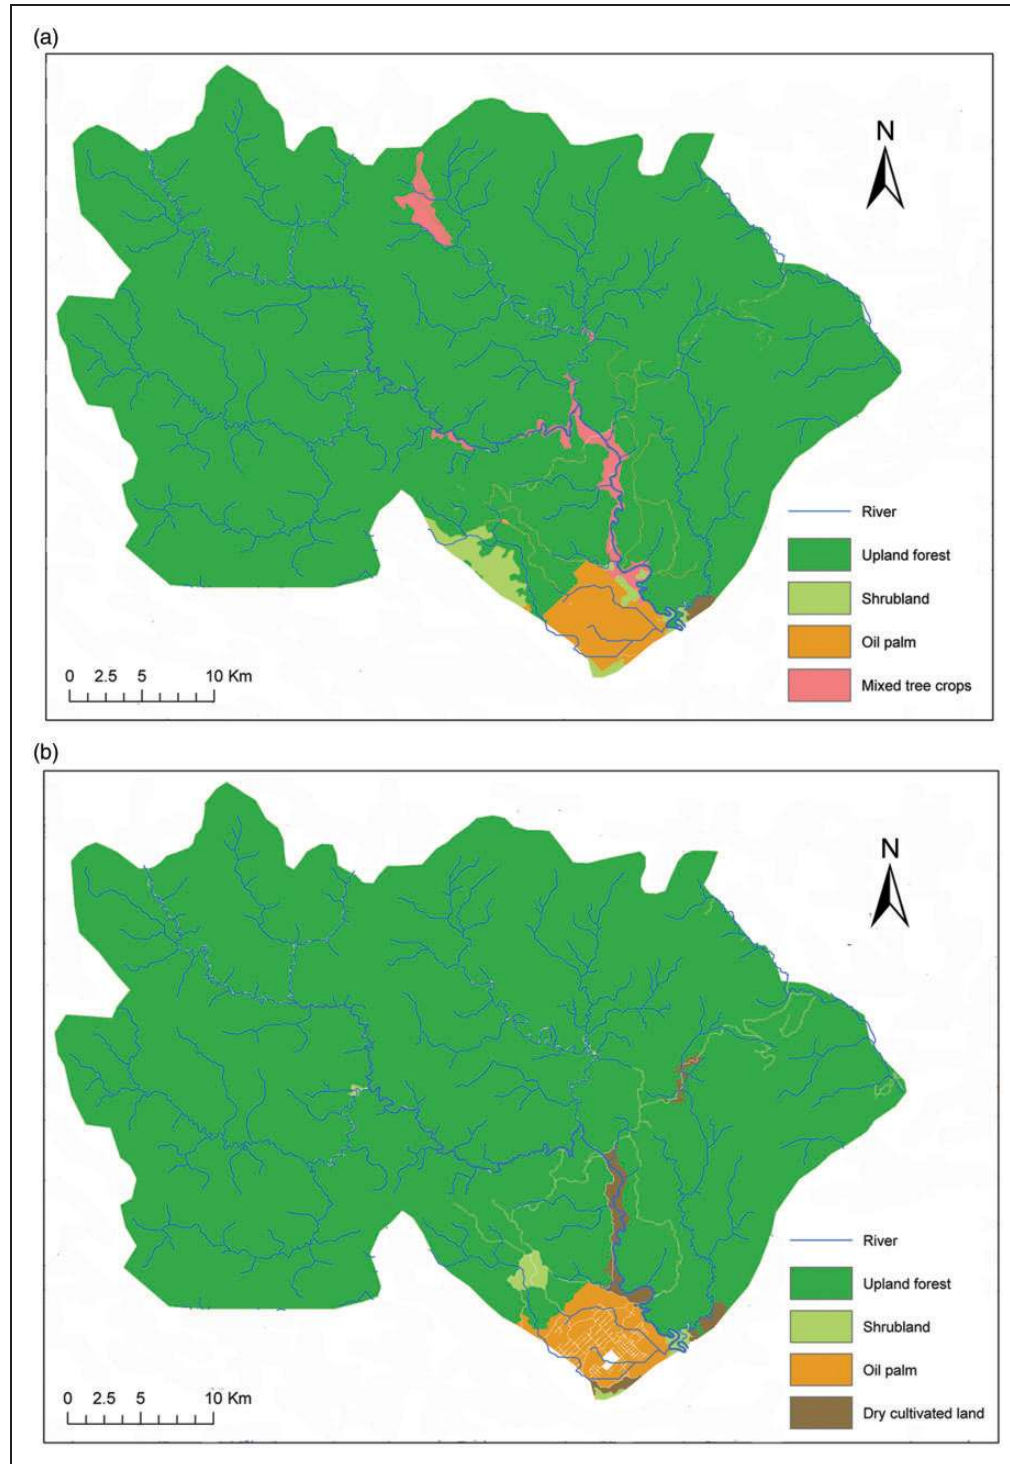 (a)
N
River
Upland forest
Shrubland
Oil palm
Mixed tree crops
0 2.5 5 10 Km
(b)
N
River
Upland forest
Shrubland
Oil palm
Dry cultivated land
0 2.5 5 10 Km